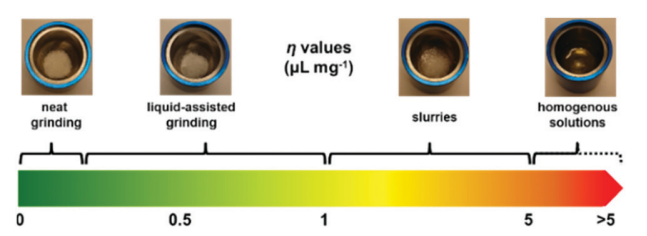 η values
(μL mg⁻¹)
neat
grinding
liquid-assisted
grinding
slurries
homogenous
solutions
0
0.5
1
5
>5